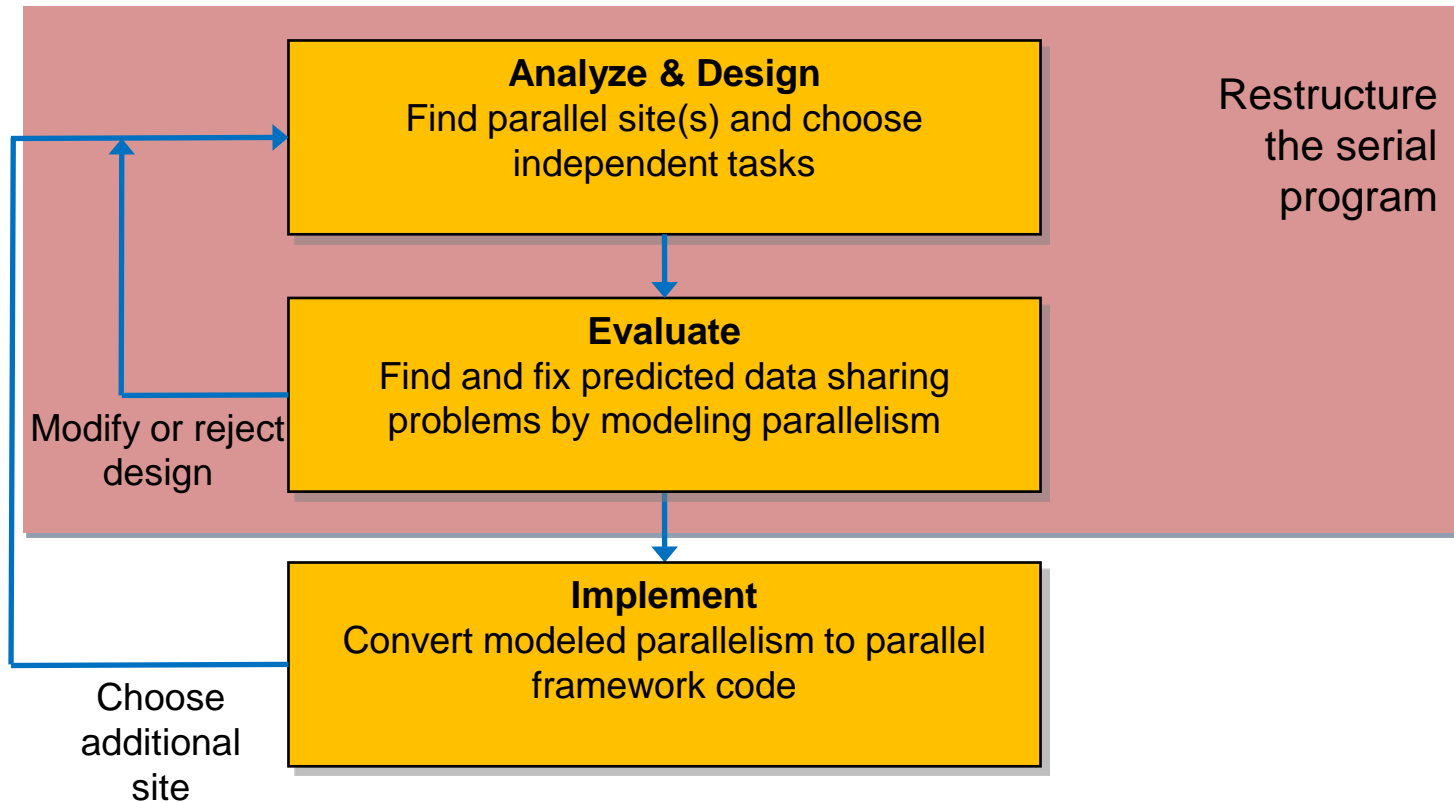 Analyze & Design
Find parallel site(s) and choose
independent tasks
Restructure
the serial
program
Evaluate
Find and fix predicted data sharing
problems by modeling parallelism
Modify or reject
design
Implement
Convert modeled parallelism to parallel
framework code
Choose
additional
site